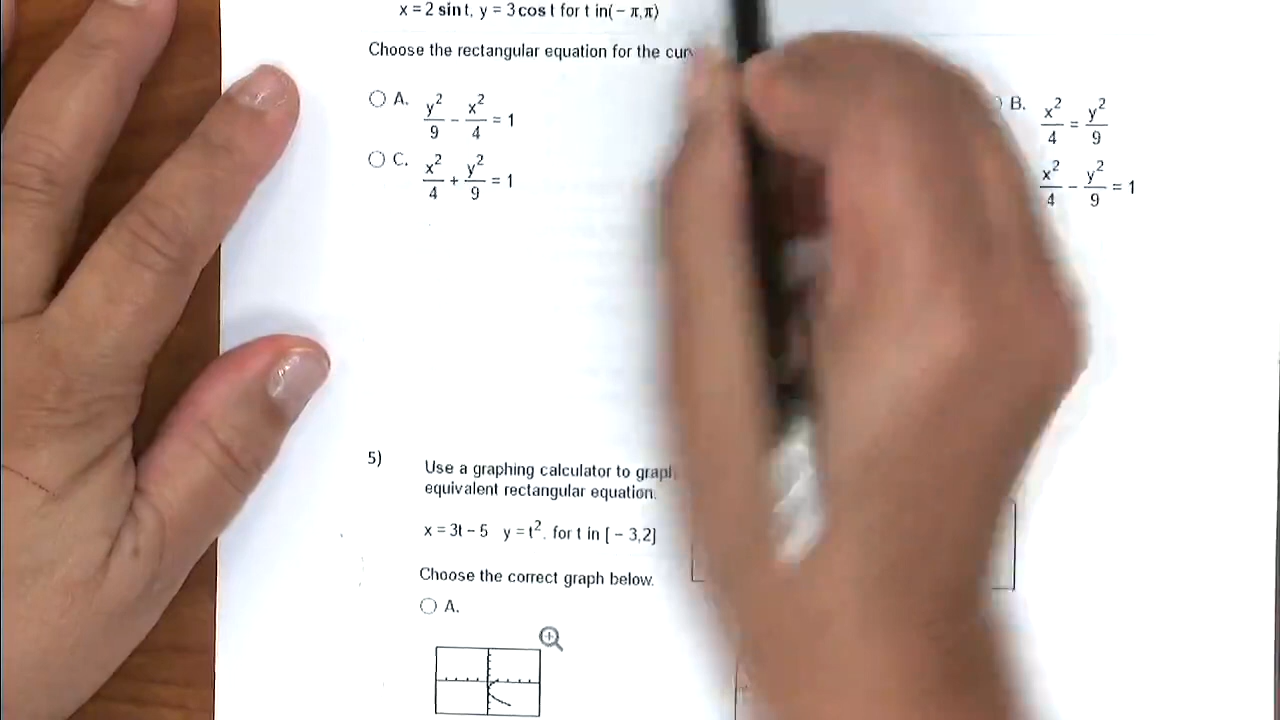 x = 2 sin t, y = 3 cos t for t in(− π,π)
Choose the rectangular equation for the
A. y²/9 − x²/4 = 1
B. x²/4 = y²/9
C. x²/4 + y²/9 = 1
x²/4 − y²/9 = 1
5)
Use a graphing calculator to
equivalent rectangular equation.
x = 3t − 5 y = t². for t in [− 3,2]
Choose the correct graph below.
A.